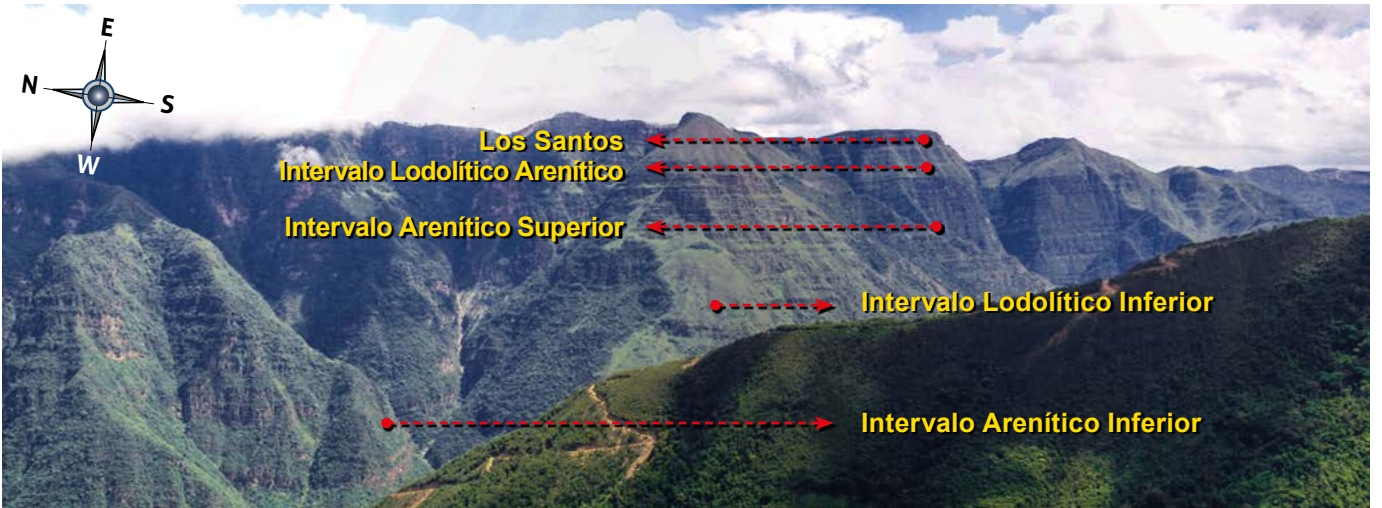 E
N
S
W
Los Santos
Intervalo Lodolítico Arenítico
Intervalo Arenítico Superior
Intervalo Lodolítico Inferior
Intervalo Arenítico Inferior